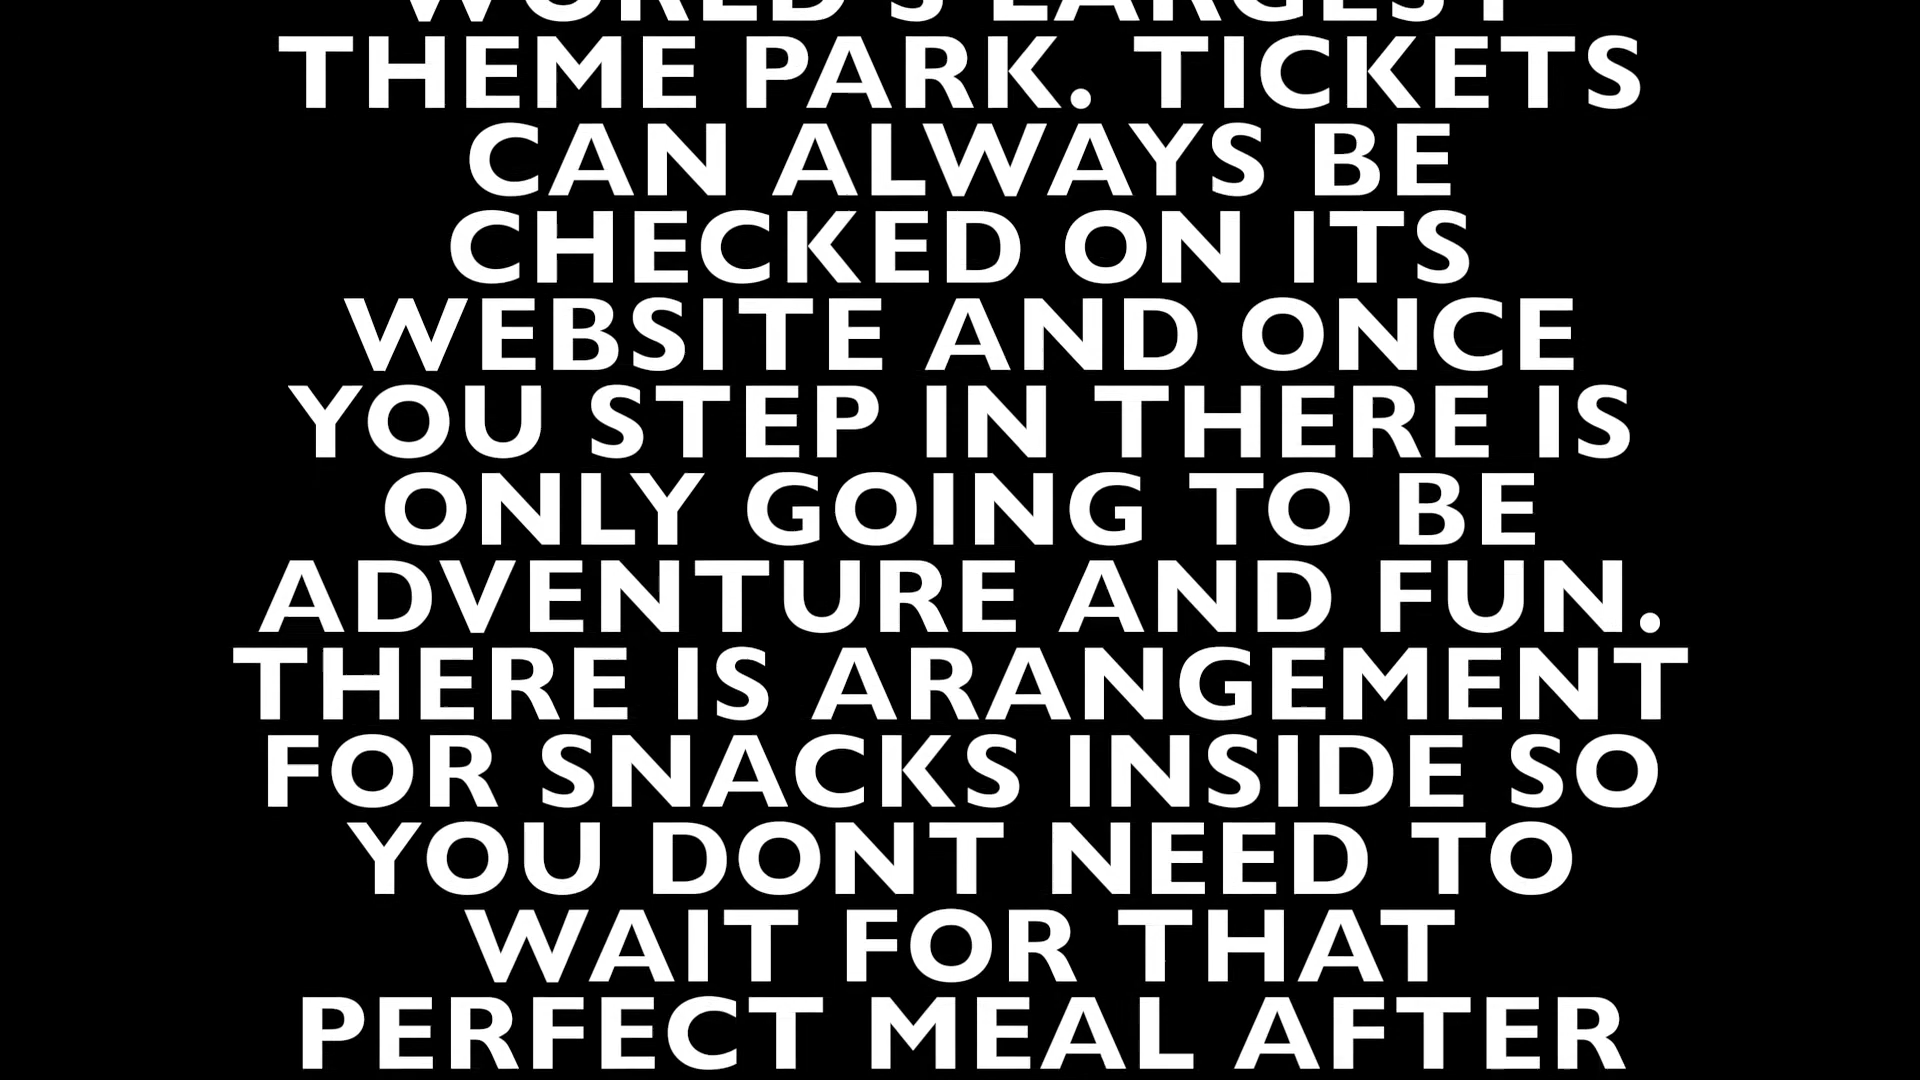 WORLD'S LARGEST
THEME PARK. TICKETS
CAN ALWAYS BE
CHECKED ON ITS
WEBSITE AND ONCE
YOU STEP IN THERE IS
ONLY GOING TO BE
ADVENTURE AND FUN.
THERE IS ARANGEMENT
FOR SNACKS INSIDE SO
YOU DONT NEED TO
WAIT FOR THAT
PERFECT MEAL AFTER